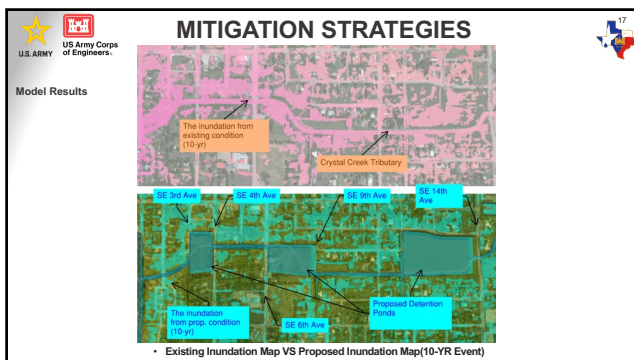 MITIGATION STRATEGIES
17
U.S. ARMY
US Army Corps
of Engineers®
Model Results
The inundation from
existing condition
(10-yr)
Crystal Creek Tributary
SE 3rd Ave
SE 4th Ave
SE 9th Ave
SE 14th
Ave
The inundation
from prop. condition
(10-yr)
SE 6th Ave
Proposed Detention
Ponds
• Existing Inundation Map VS Proposed Inundation Map(10-YR Event)